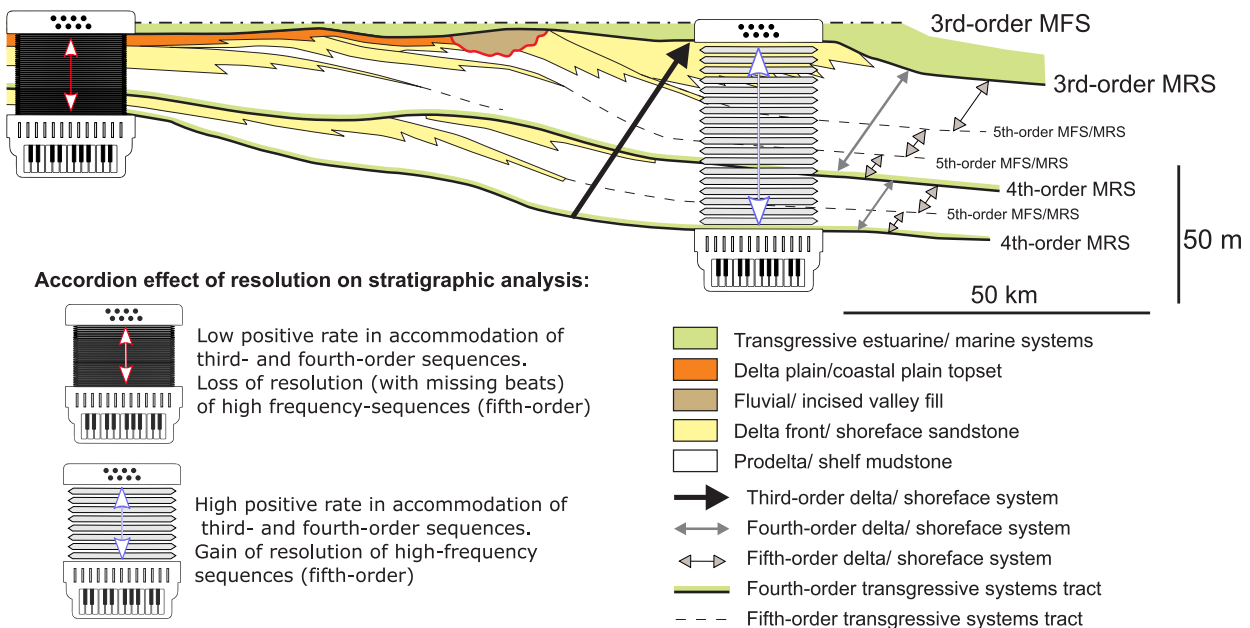 3rd-order MFS
3rd-order MRS
5th-order MFS/MRS
5th-order MFS/MRS
4th-order MRS
5th-order MFS/MRS
4th-order MRS
50 m
50 km
Accordion effect of resolution on stratigraphic analysis:
Low positive rate in accommodation of
third- and fourth-order sequences.
Loss of resolution (with missing beats)
of high frequency-sequences (fifth-order)
High positive rate in accommodation of
third- and fourth-order sequences.
Gain of resolution of high-frequency
sequences (fifth-order)
Transgressive estuarine/ marine systems
Delta plain/coastal plain topset
Fluvial/ incised valley fill
Delta front/ shoreface sandstone
Prodelta/ shelf mudstone
Third-order delta/ shoreface system
Fourth-order delta/ shoreface system
Fifth-order delta/ shoreface system
Fourth-order transgressive systems tract
Fifth-order transgressive systems tract